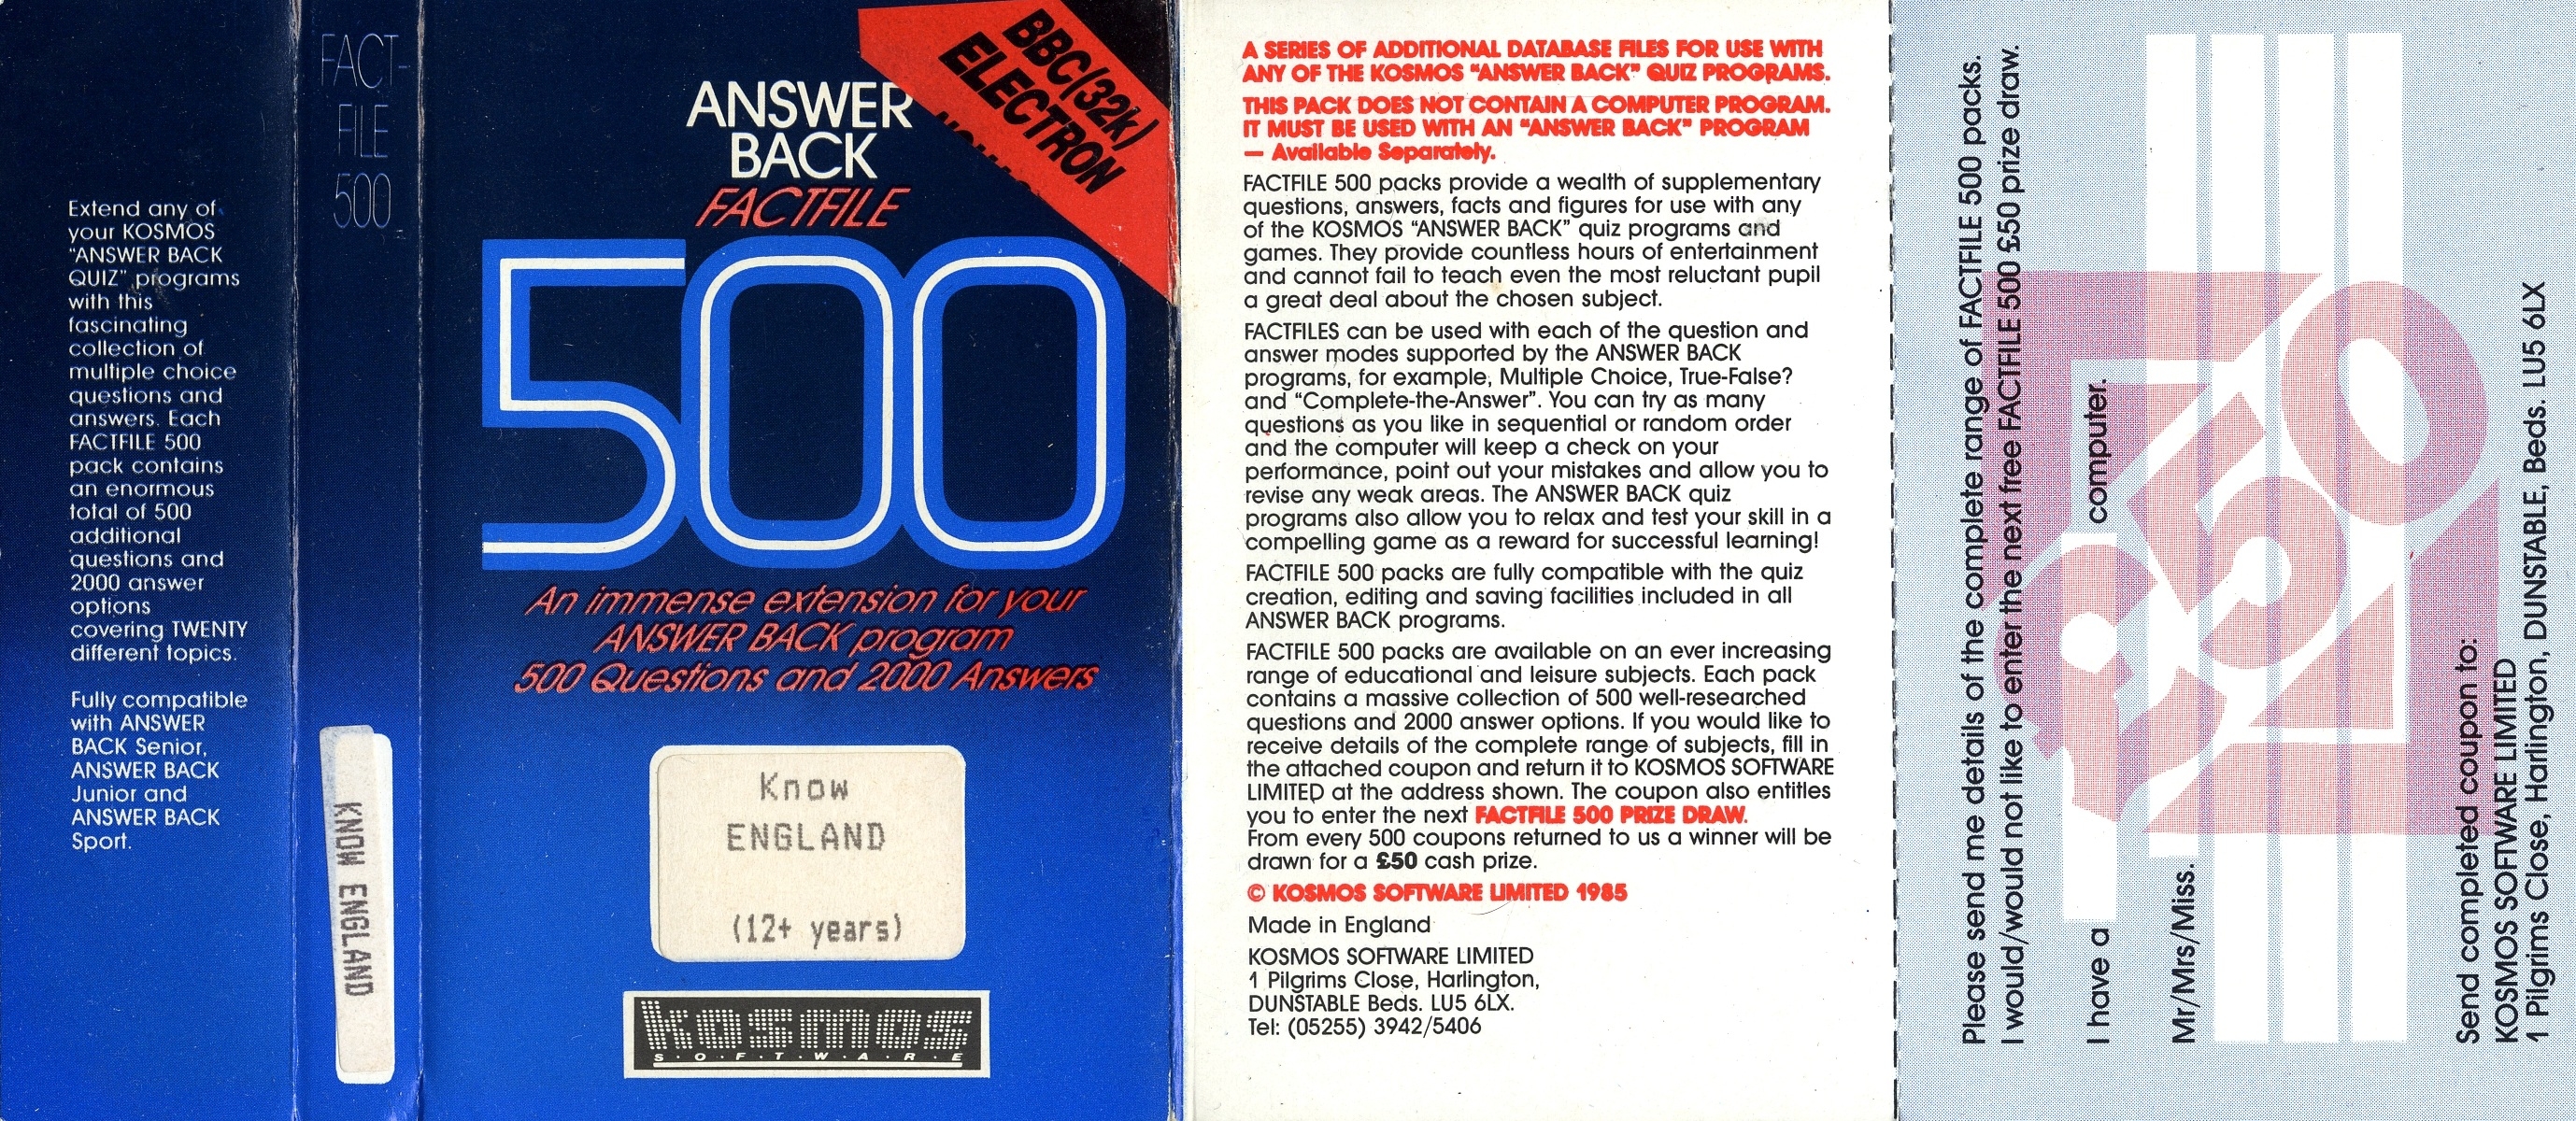 Extend any of
your KOSMOS
“ANSWER BACK
QUIZ” programs
with this
fascinating
collection of
multiple choice
questions and
answers. Each
FACTFILE 500
pack contains
an enormous
total of 500
additional
questions and
2000 answer
options
covering TWENTY
different topics.
Fully compatible
with ANSWER
BACK Senior,
ANSWER BACK
Junior and
ANSWER BACK
Sport.
FACT-
FILE
500
KNOW ENGLAND
BBC(32k)
ELECTRON
ANSWER
BACK
FACTFILE
500
An immense extension for your
ANSWER BACK program
500 Questions and 2000 Answers
Know
ENGLAND
(12+ years)
kosmos
S·O·F·T·W·A·R·E
A SERIES OF ADDITIONAL DATABASE FILES FOR USE WITH
ANY OF THE KOSMOS “ANSWER BACK” QUIZ PROGRAMS.
THIS PACK DOES NOT CONTAIN A COMPUTER PROGRAM.
IT MUST BE USED WITH AN “ANSWER BACK” PROGRAM
— Available Separately.
FACTFILE 500 packs provide a wealth of supplementary
questions, answers, facts and figures for use with any
of the KOSMOS “ANSWER BACK” quiz programs and
games. They provide countless hours of entertainment
and cannot fail to teach even the most reluctant pupil
a great deal about the chosen subject.
FACTFILES can be used with each of the question and
answer modes supported by the ANSWER BACK
programs, for example, Multiple Choice, True-False?
and “Complete-the-Answer”. You can try as many
questions as you like in sequential or random order
and the computer will keep a check on your
performance, point out your mistakes and allow you to
revise any weak areas. The ANSWER BACK quiz
programs also allow you to relax and test your skill in a
compelling game as a reward for successful learning!
FACTFILE 500 packs are fully compatible with the quiz
creation, editing and saving facilities included in all
ANSWER BACK programs.
FACTFILE 500 packs are available on an ever increasing
range of educational and leisure subjects. Each pack
contains a massive collection of 500 well-researched
questions and 2000 answer options. If you would like to
receive details of the complete range of subjects, fill in
the attached coupon and return it to KOSMOS SOFTWARE
LIMITED at the address shown. The coupon also entitles
you to enter the next FACTFILE 500 PRIZE DRAW.
From every 500 coupons returned to us a winner will be
drawn for a £50 cash prize.
© KOSMOS SOFTWARE LIMITED 1985
Made in England
KOSMOS SOFTWARE LIMITED
1 Pilgrims Close, Harlington,
DUNSTABLE Beds. LU5 6LX.
Tel: (05255) 3942/5406
Please send me details of the complete range of FACTFILE 500 packs.
I would/would not like to enter the next free FACTFILE 500 £50 prize draw.
I have a computer.
Mr/Mrs/Miss.
£50
Send completed coupon to:
KOSMOS SOFTWARE LIMITED
1 Pilgrims Close, Harlington, DUNSTABLE, Beds. LU5 6LX